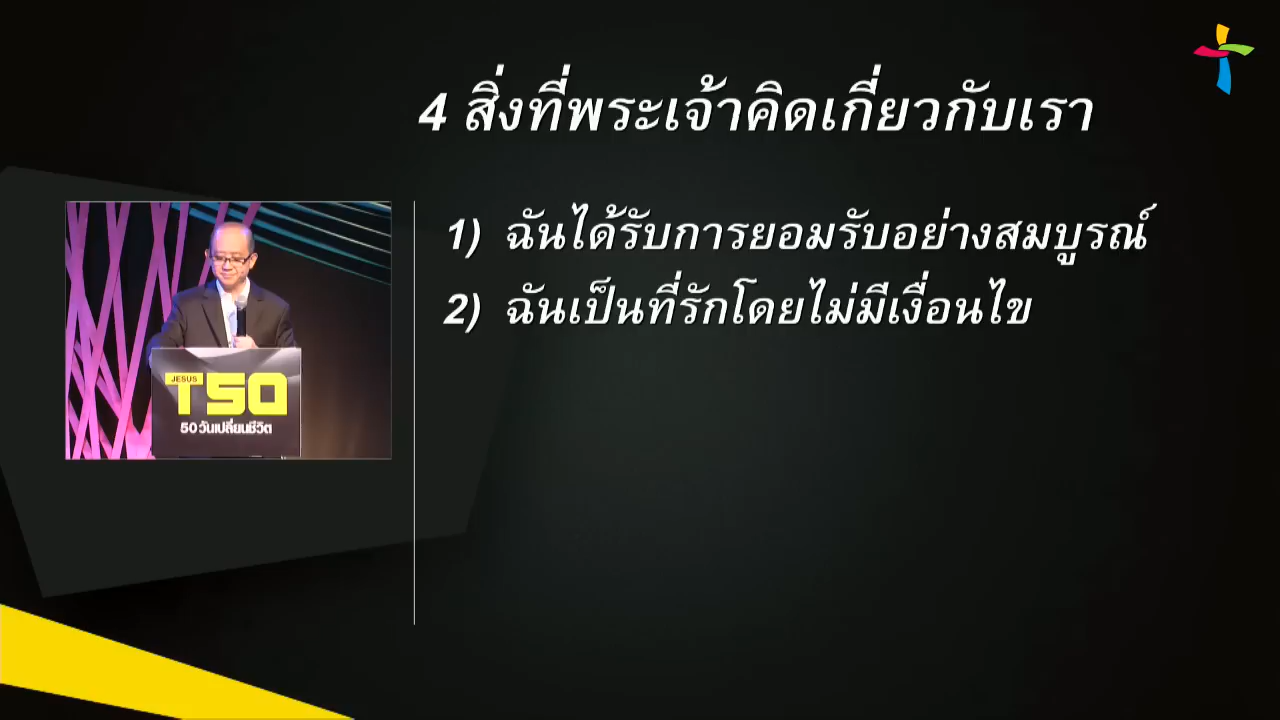 4 สิ่งที่พระเจ้าคิดเกี่ยวกับเรา
1) ฉันได้รับการยอมรับอย่างสมบูรณ์
2) ฉันเป็นที่รักโดยไม่มีเงื่อนไข
JESUS
T50
50 วันเปลี่ยนชีวิต